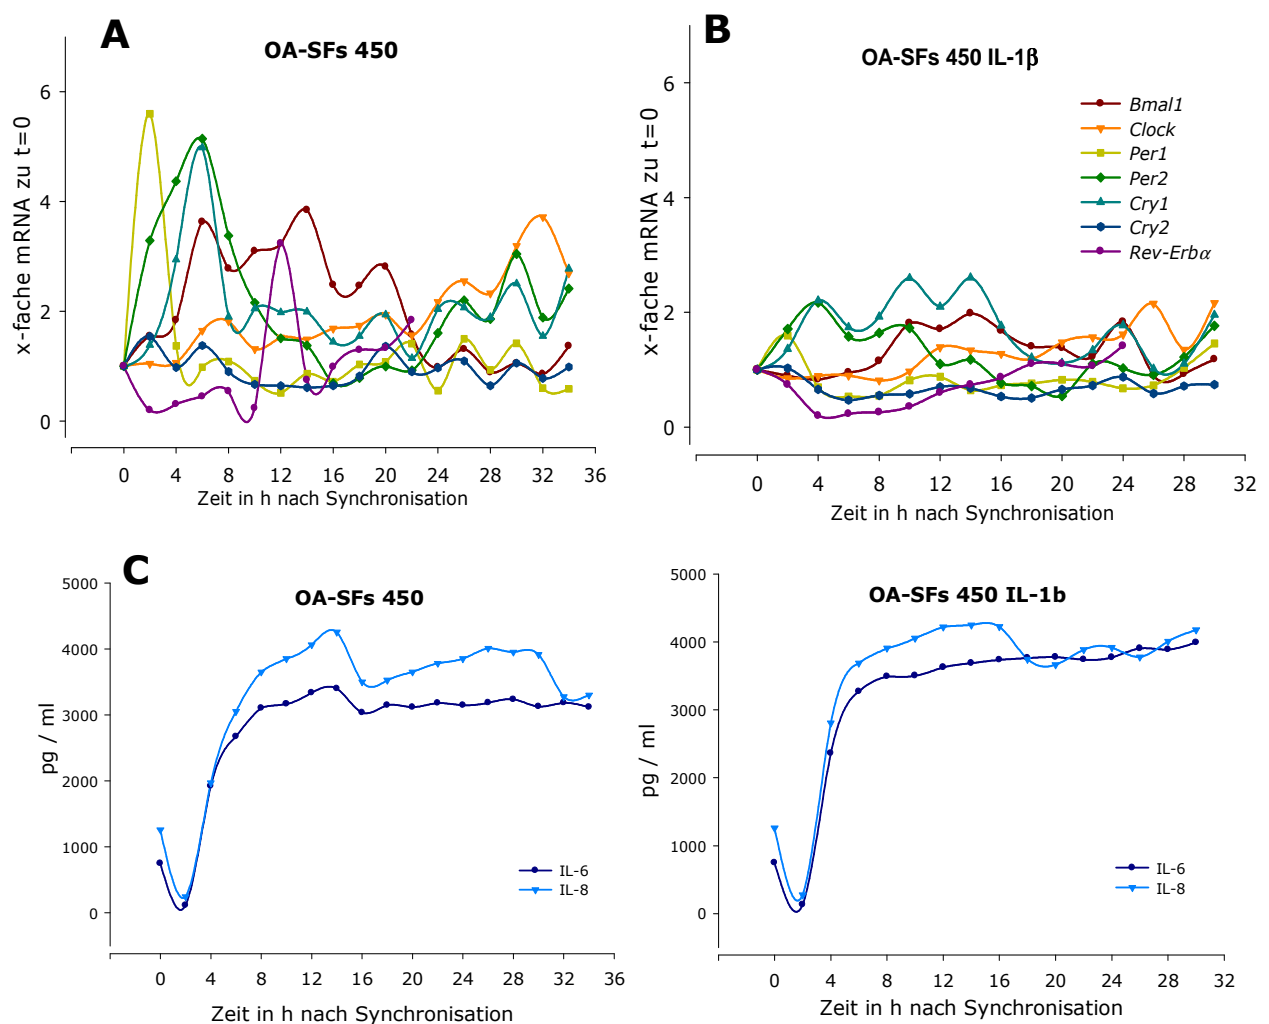 A
OA-SFs 450
x-fache mRNA zu t=0
6
4
2
0
0 4 8 12 16 20 24 28 32 36
Zeit in h nach Synchronisation
B
OA-SFs 450 IL-1β
x-fache mRNA zu t=0
6
4
2
0
Bmal1
Clock
Per1
Per2
Cry1
Cry2
Rev-Erbα
0 4 8 12 16 20 24 28 32
Zeit in h nach Synchronisation
C
OA-SFs 450
pg / ml
5000
4000
3000
2000
1000
0
IL-6
IL-8
0 4 8 12 16 20 24 28 32 36
Zeit in h nach Synchronisation
OA-SFs 450 IL-1b
pg / ml
5000
4000
3000
2000
1000
0
IL-6
IL-8
0 4 8 12 16 20 24 28 32
Zeit in h nach Synchronisation